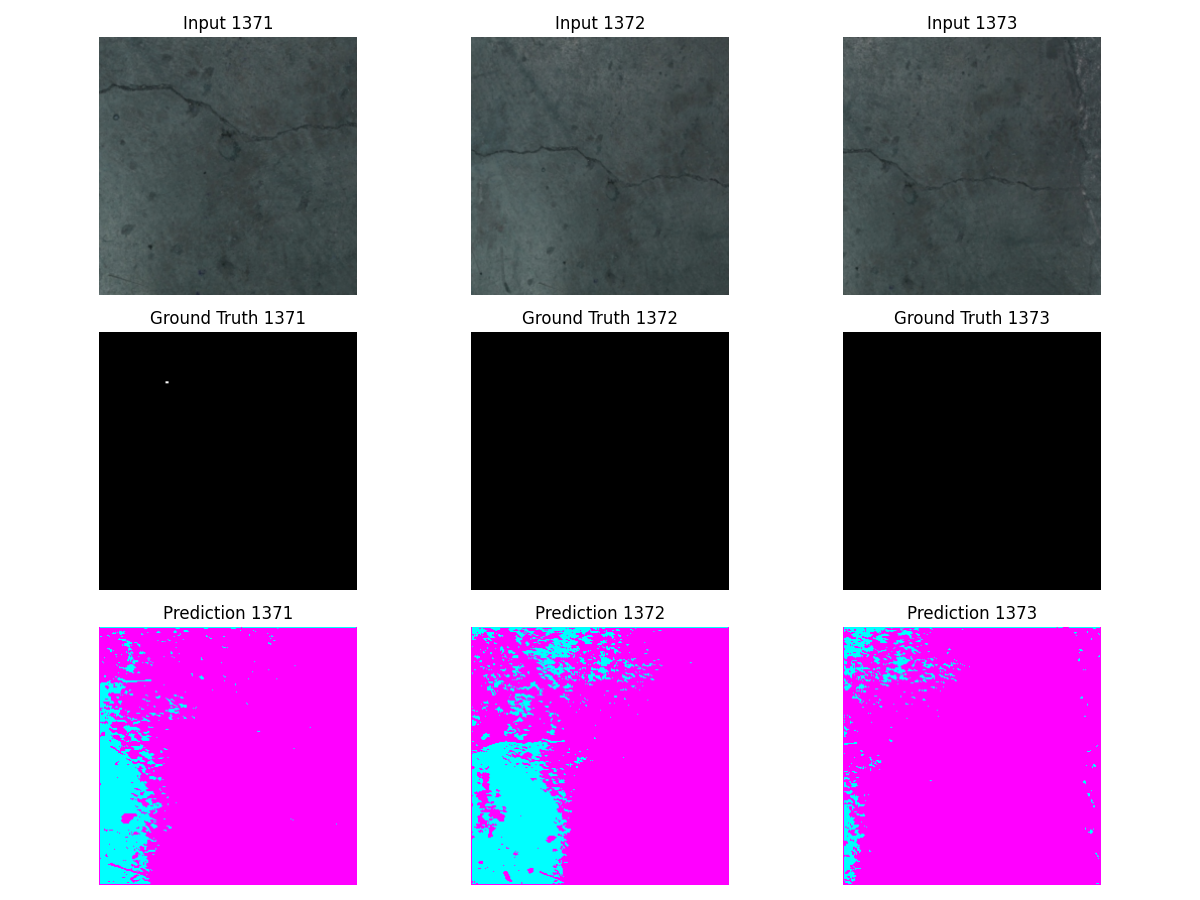 Input 1371
Input 1372
Input 1373
Ground Truth 1371
Ground Truth 1372
Ground Truth 1373
Prediction 1371
Prediction 1372
Prediction 1373